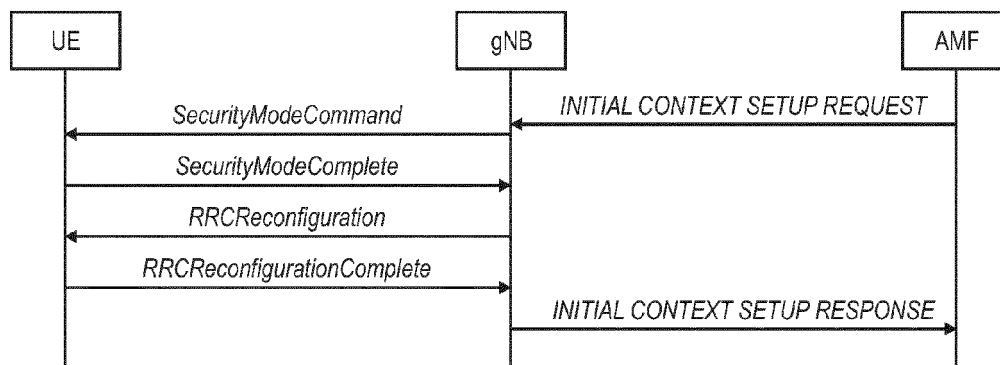 UE
gNB
AMF
INITIAL CONTEXT SETUP REQUEST
SecurityModeCommand
SecurityModeComplete
RRCReconfiguration
RRCReconfigurationComplete
INITIAL CONTEXT SETUP RESPONSE